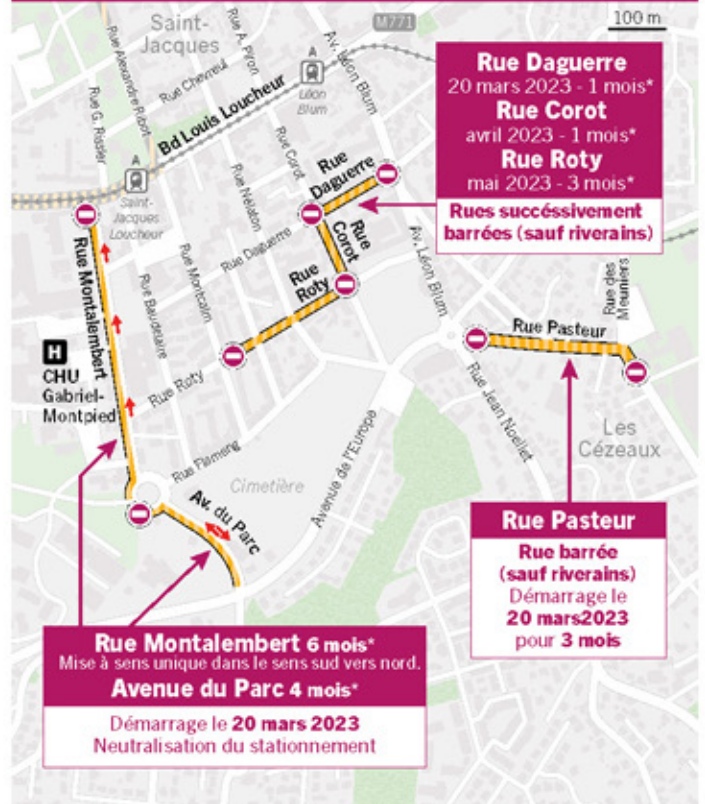 100 m
M771
Saint-
Jacques
Rue A. Piron
Rue Alexandre Ribot
Rue Chevreul
Av. Léon Blum
A
Léon
Blum
Rue G. Rissler
Bd Louis Loucheur
Rue Daguerre
20 mars 2023 - 1 mois*
Rue Corot
avril 2023 - 1 mois*
Rue Roty
mai 2023 - 3 mois*
Rues succéssivement
barrées (sauf riverains)
A
Saint-
Jacques
Loucheur
Rue Corot
Rue
Daguerre
Rue Nélaton
Rue Daguerre
Rue
Corot
Av. Léon Blum
Rue Montalembert
Rue Montcalm
Rue Baudelaire
Rue
Roty
Rue des
Meuniers
Rue Pasteur
H
CHU
Gabriel-
Montpied
Rue Roty
Rue Jean Noellet
Les
Cézeaux
Rue Fleming
Cimetière
Avenue de l'Europe
Av. du Parc
Rue Pasteur
Rue barrée
(sauf riverains)
Démarrage le
20 mars2023
pour 3 mois
Rue Montalembert 6 mois*
Mise à sens unique dans le sens sud vers nord.
Avenue du Parc 4 mois*
Démarrage le 20 mars 2023
Neutralisation du stationnement